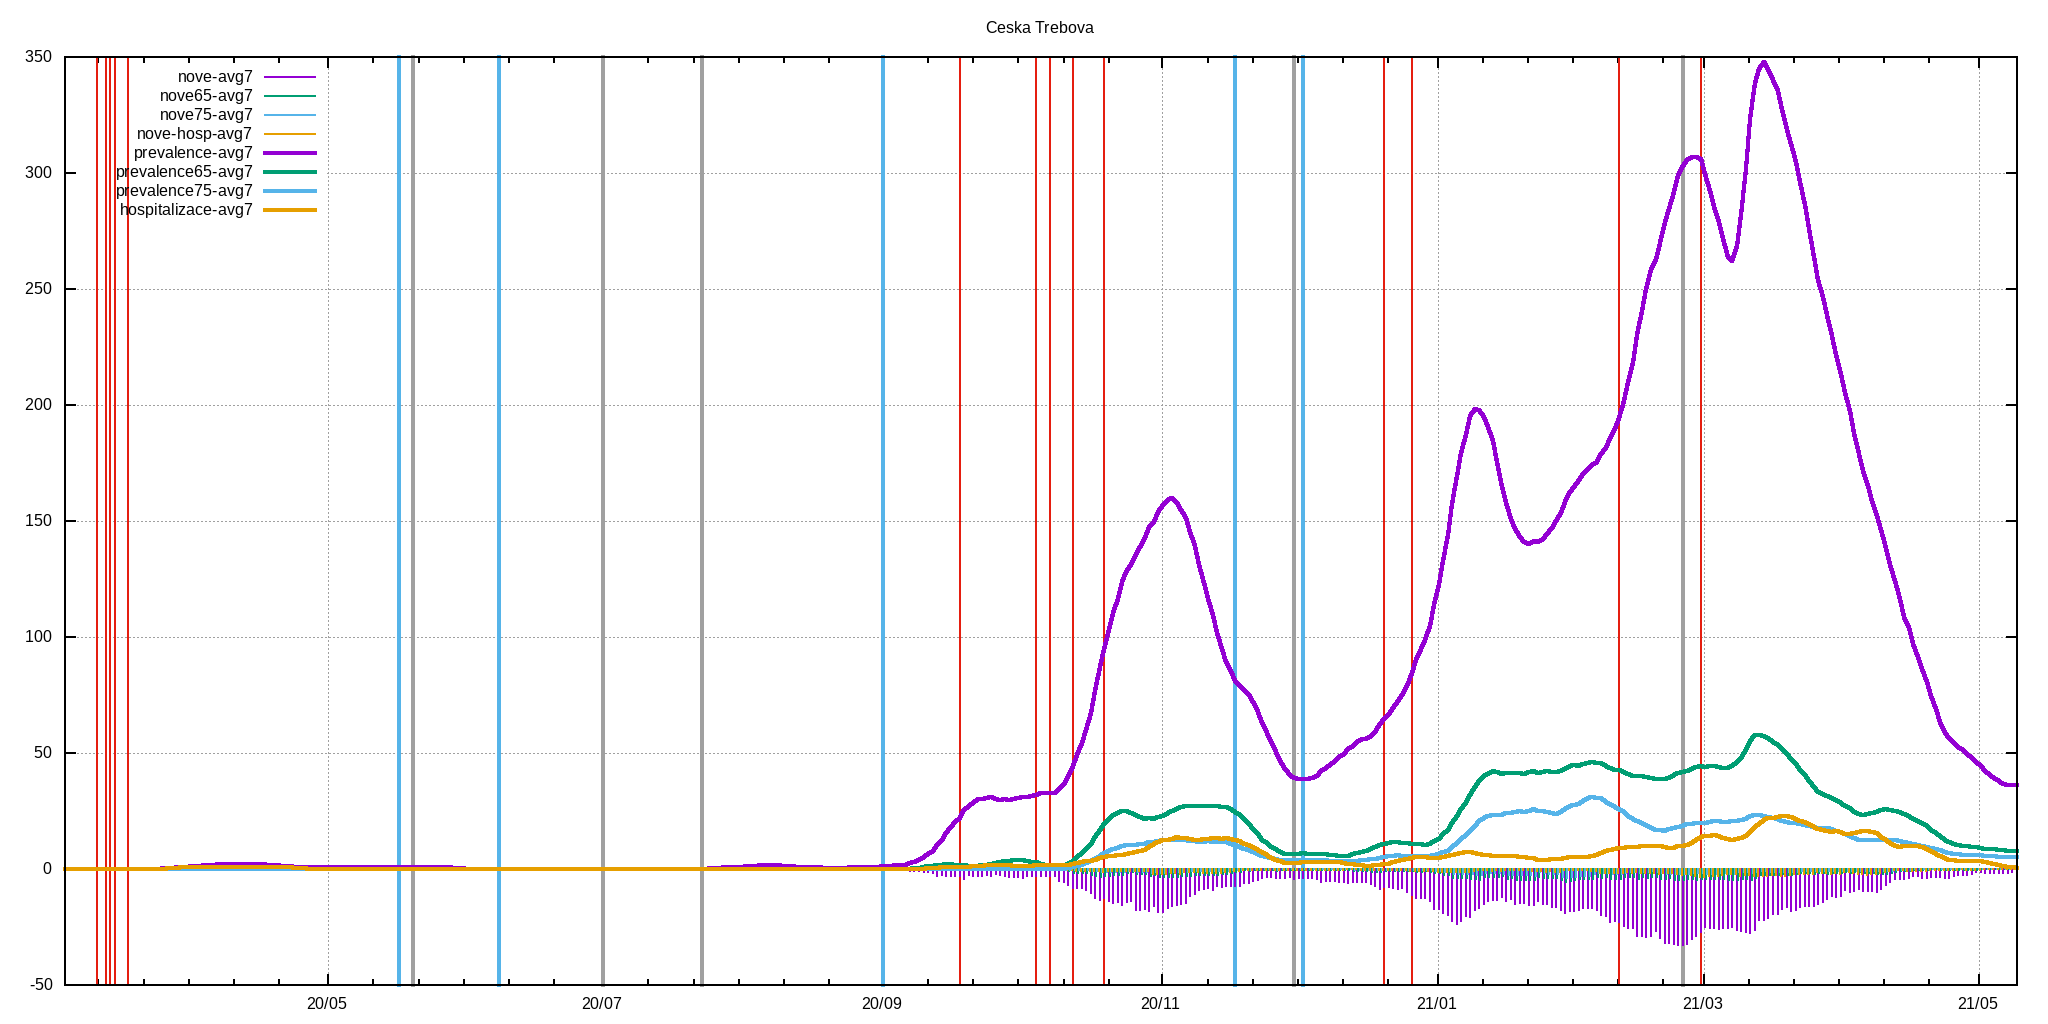 Ceska Trebova
350
300
250
200
150
100
50
0
-50
nove-avg7
nove65-avg7
nove75-avg7
nove-hosp-avg7
prevalence-avg7
prevalence65-avg7
prevalence75-avg7
hospitalizace-avg7
20/05 20/07 20/09 20/11 21/01 21/03 21/05